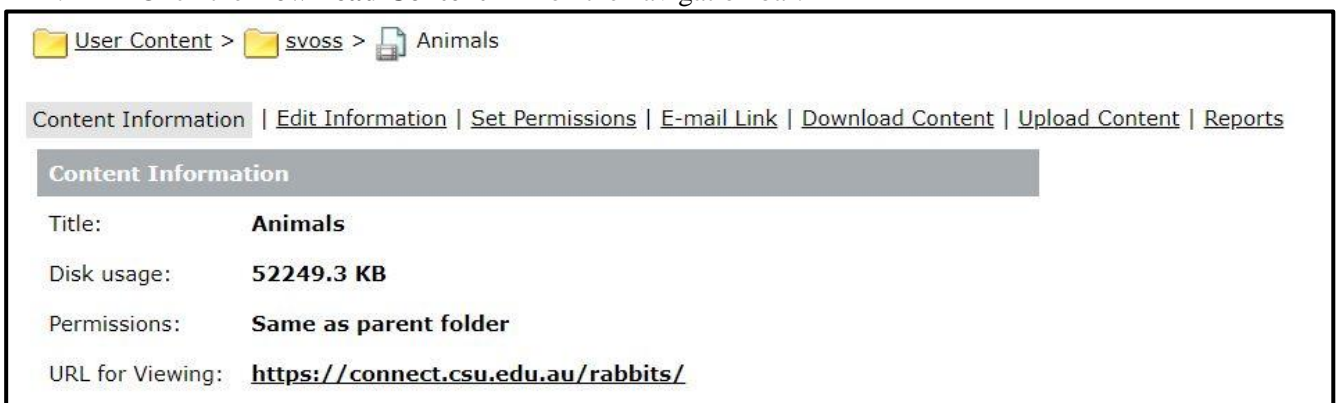 User Content > svoss > Animals
Content Information | Edit Information | Set Permissions | E-mail Link | Download Content | Upload Content | Reports
Content Information
Title: Animals
Disk usage: 52249.3 KB
Permissions: Same as parent folder
URL for Viewing: https://connect.csu.edu.au/rabbits/